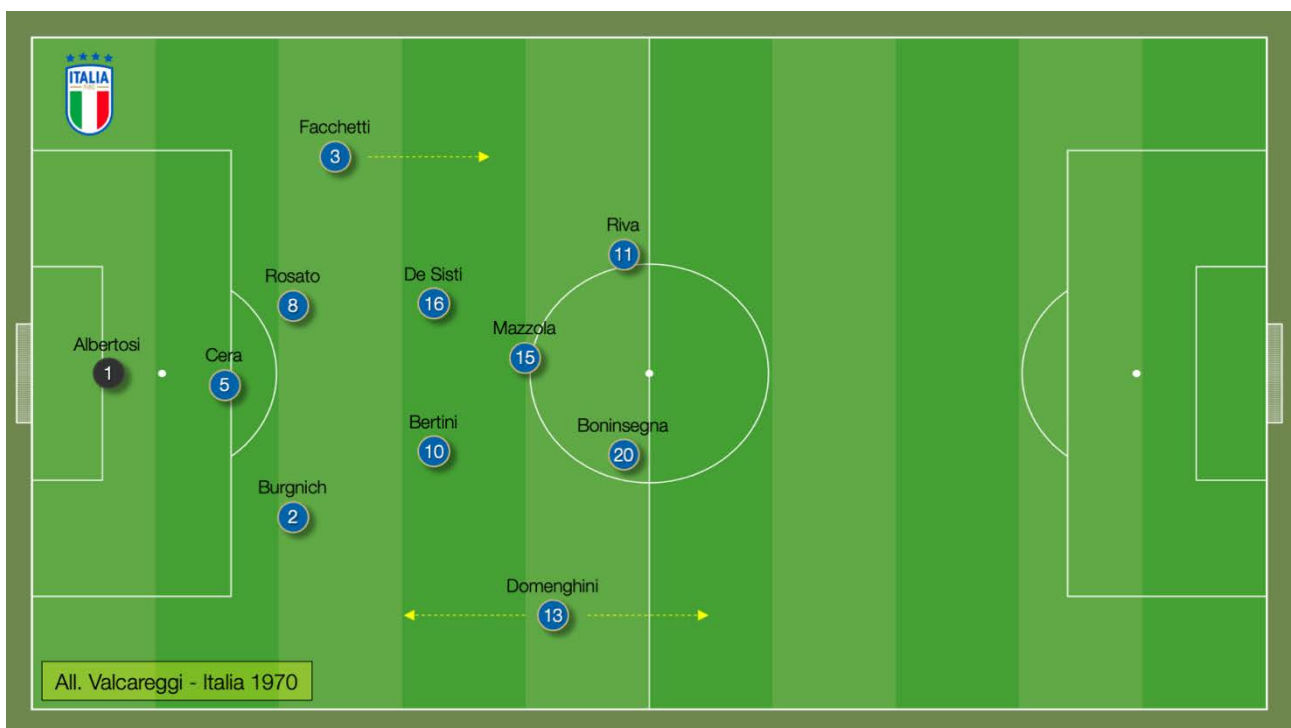 ITALIA
Facchetti
3
Riva
11
Rosato
8
De Sisti
16
Mazzola
15
Albertosi
1
Cera
5
Bertini
10
Boninsegna
20
Burgnich
2
Domenghini
13
All. Valcareggi - Italia 1970